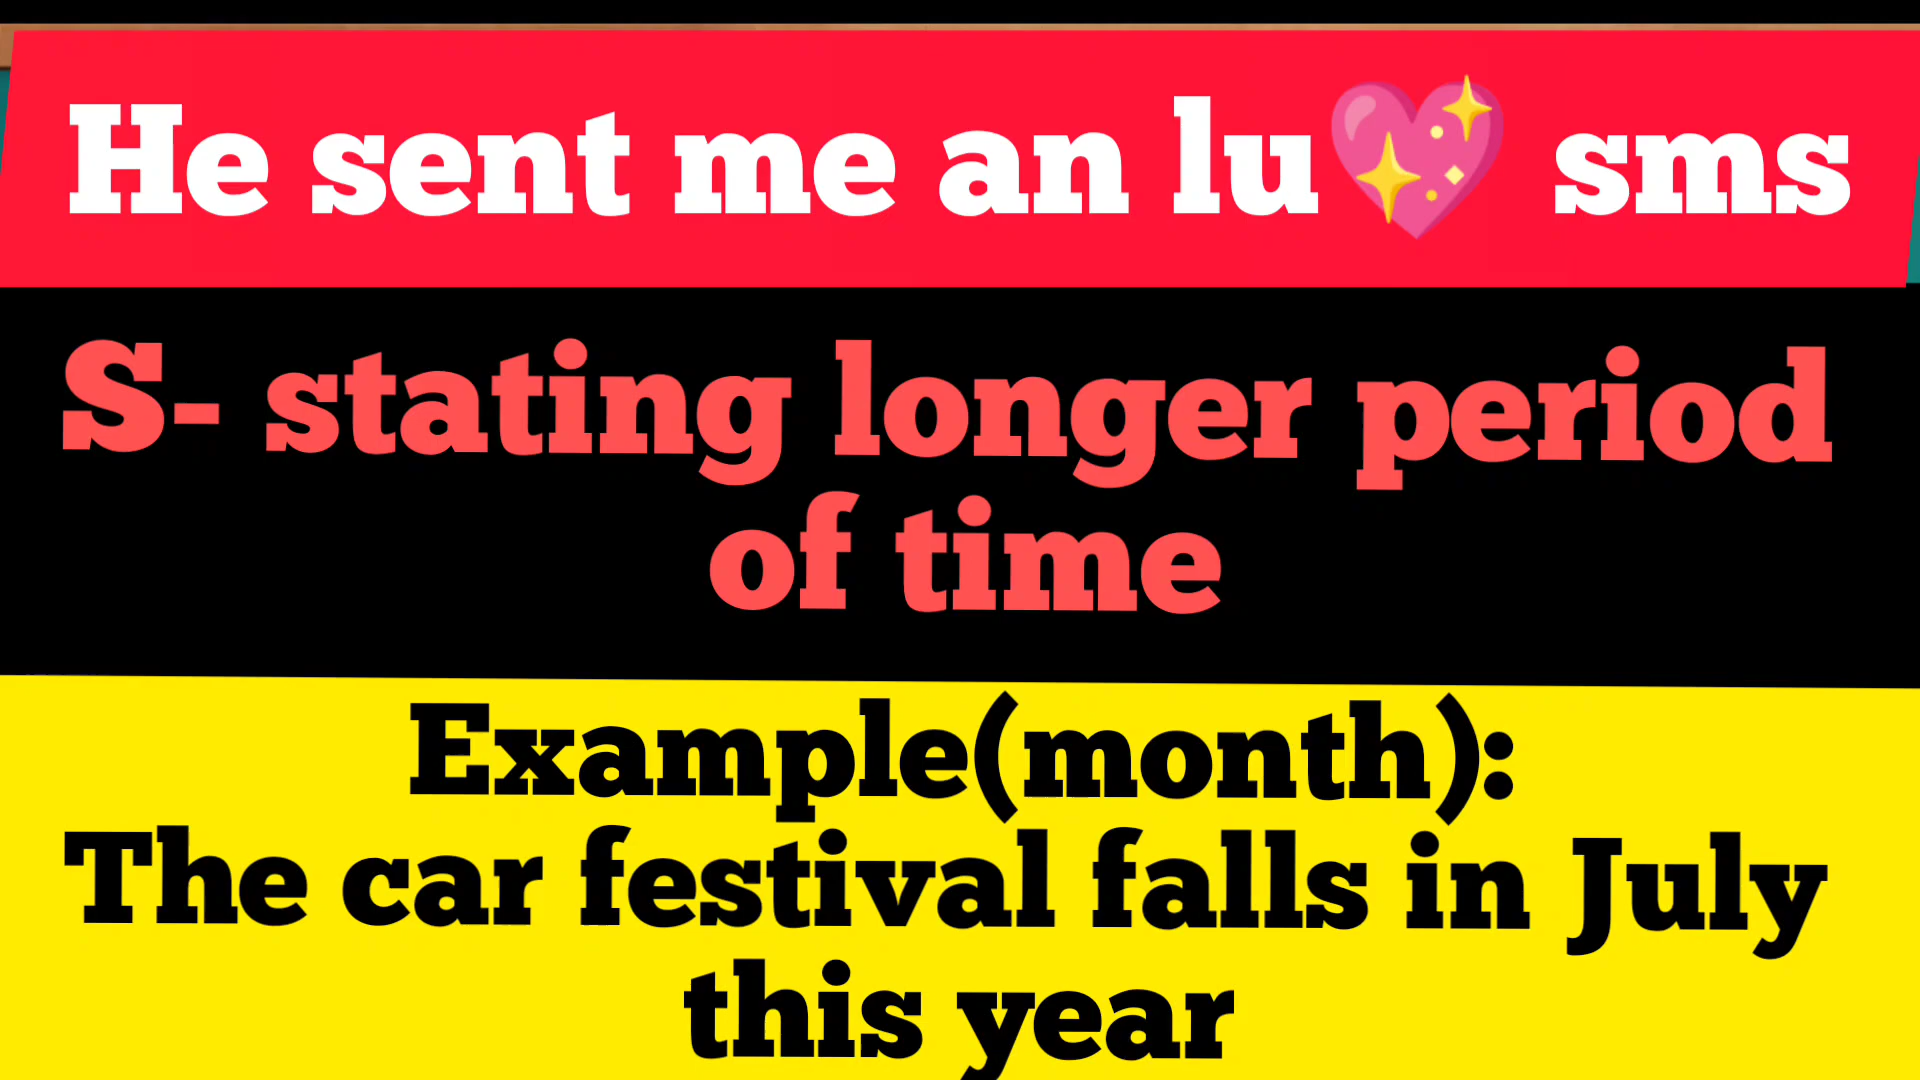 He sent me an lu💖 sms
S- stating longer period
of time
Example(month):
The car festival falls in July
this year